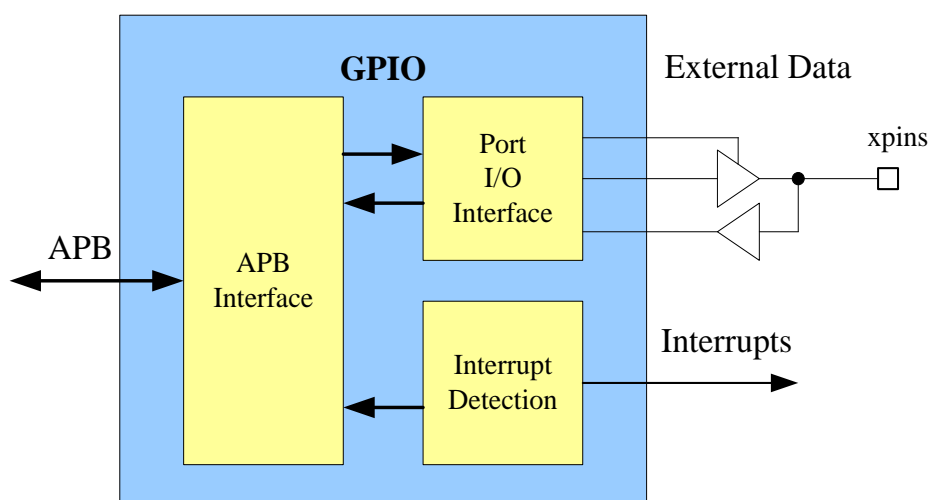 GPIO
External Data
xpins
Port
I/O
Interface
APB
APB
Interface
Interrupts
Interrupt
Detection